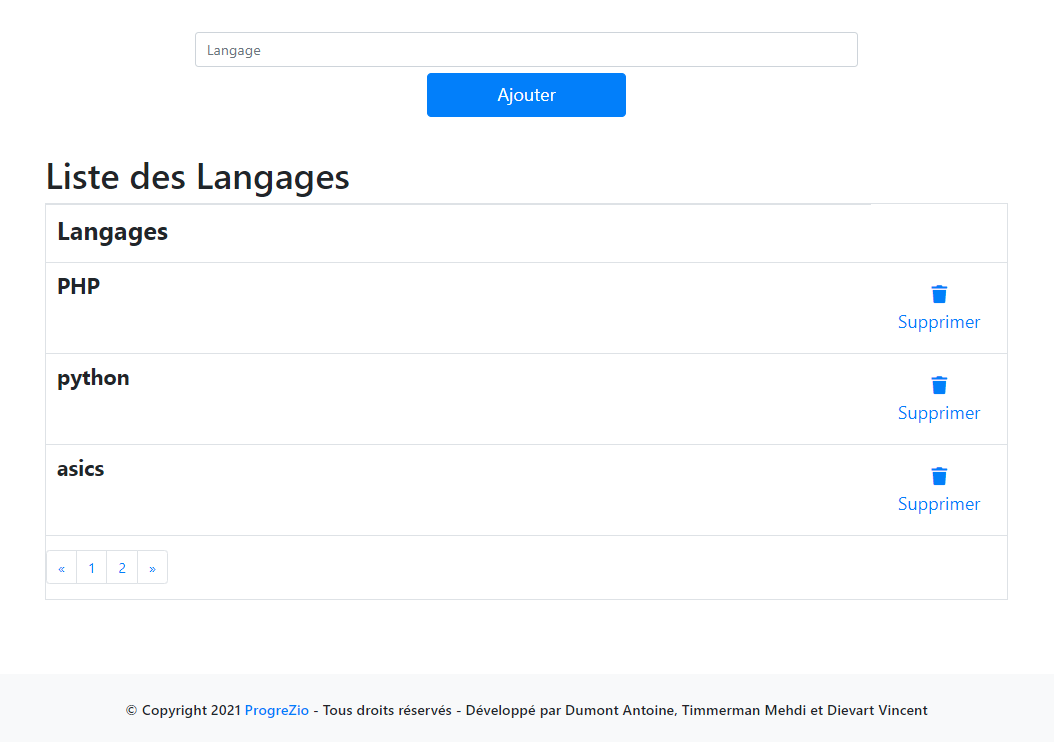 Langage
Ajouter
Liste des Langages
Langages
PHP
Supprimer
python
Supprimer
asics
Supprimer
« 1 2 »
© Copyright 2021 ProgreZio - Tous droits réservés - Développé par Dumont Antoine, Timmerman Mehdi et Dievart Vincent